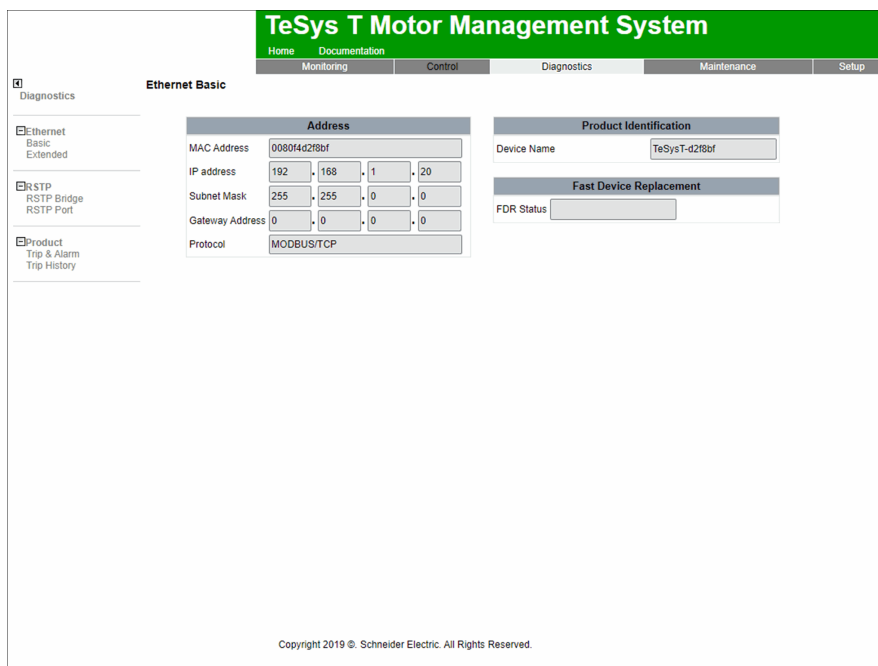 TeSys T Motor Management System
Home Documentation
Monitoring Control Diagnostics Maintenance Setup
Diagnostics
Ethernet
Basic
Extended
RSTP
RSTP Bridge
RSTP Port
Product
Trip & Alarm
Trip History
Ethernet Basic
Address
MAC Address 0080f4d2f8bf
IP address 192 . 168 . 1 . 20
Subnet Mask 255 . 255 . 0 . 0
Gateway Address 0 . 0 . 0 . 0
Protocol MODBUS/TCP
Product Identification
Device Name TeSysT-d2f8bf
Fast Device Replacement
FDR Status
Copyright 2019 ©. Schneider Electric. All Rights Reserved.